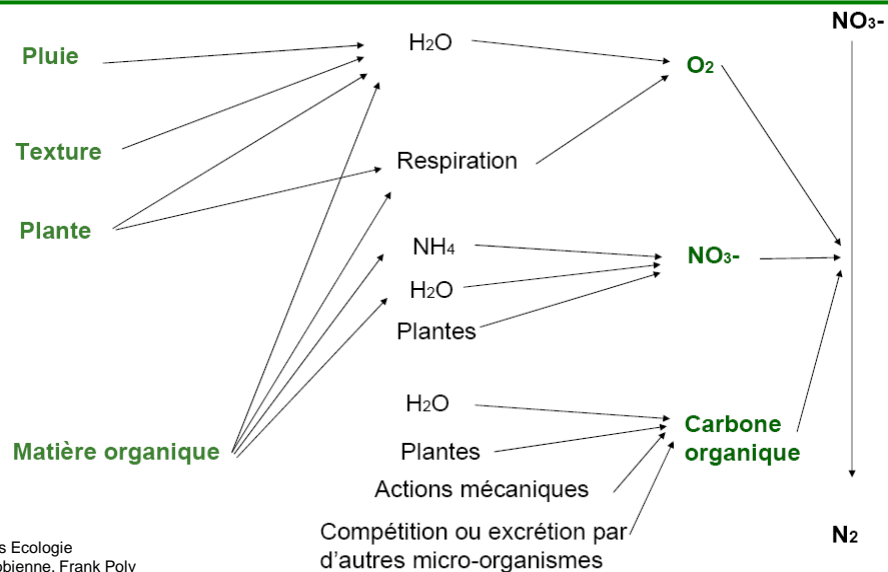 NO₃-
Pluie
H₂O
O₂
Texture
Respiration
Plante
NH₄
NO₃-
H₂O
Plantes
H₂O
Carbone
organique
Matière organique
Plantes
Actions mécaniques
Compétition ou excrétion par
d'autres micro-organismes
N₂
Ecologie
Frank Poly